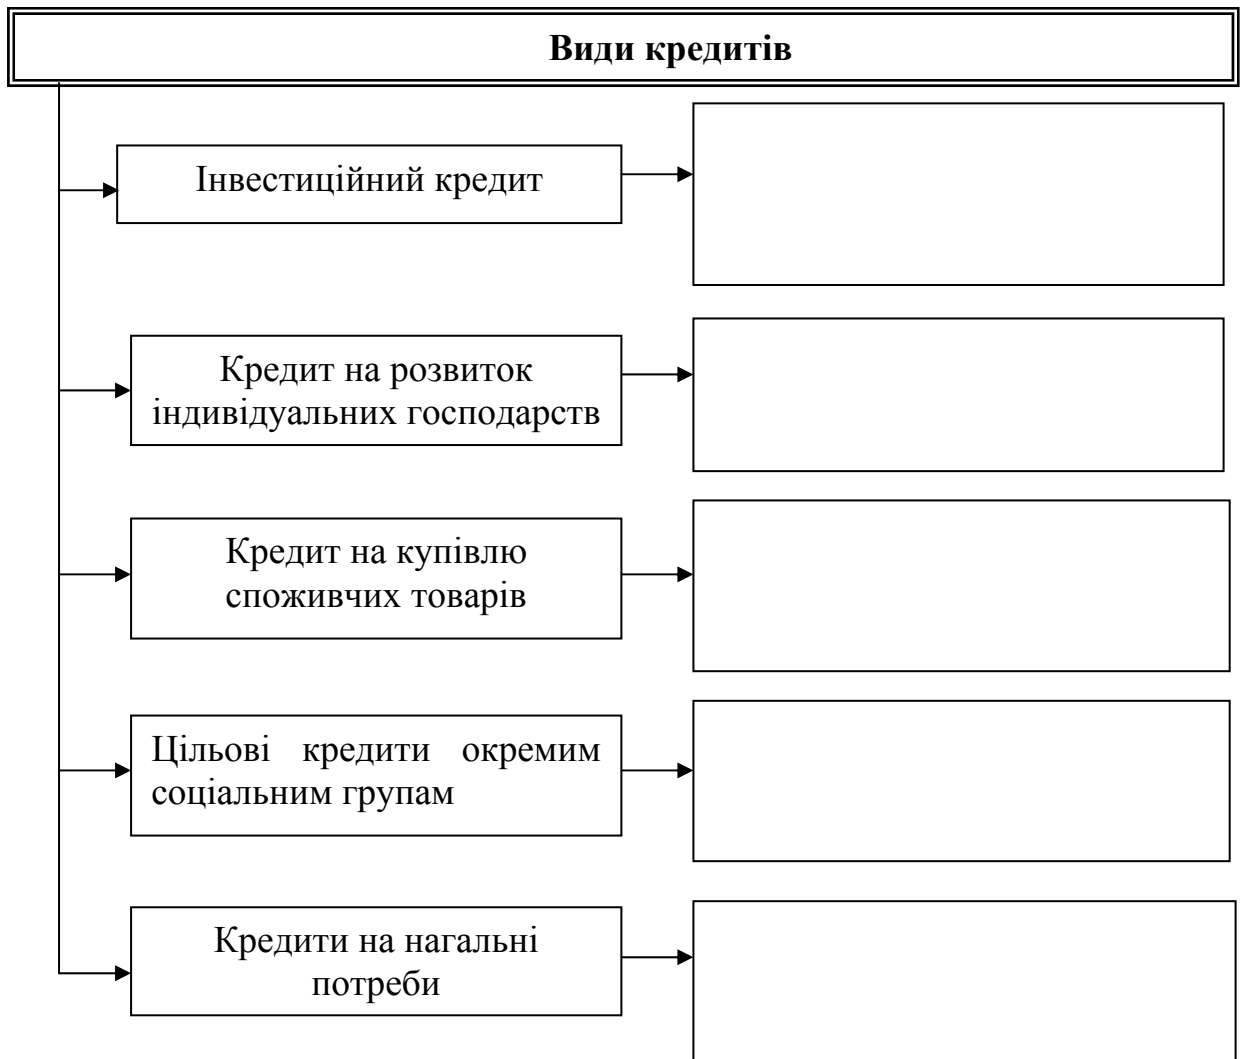 Види кредитів
Інвестиційний кредит
Кредит на розвиток
індивідуальних господарств
Кредит на купівлю
споживчих товарів
Цільові кредити окремим
соціальним групам
Кредити на нагальні
потреби